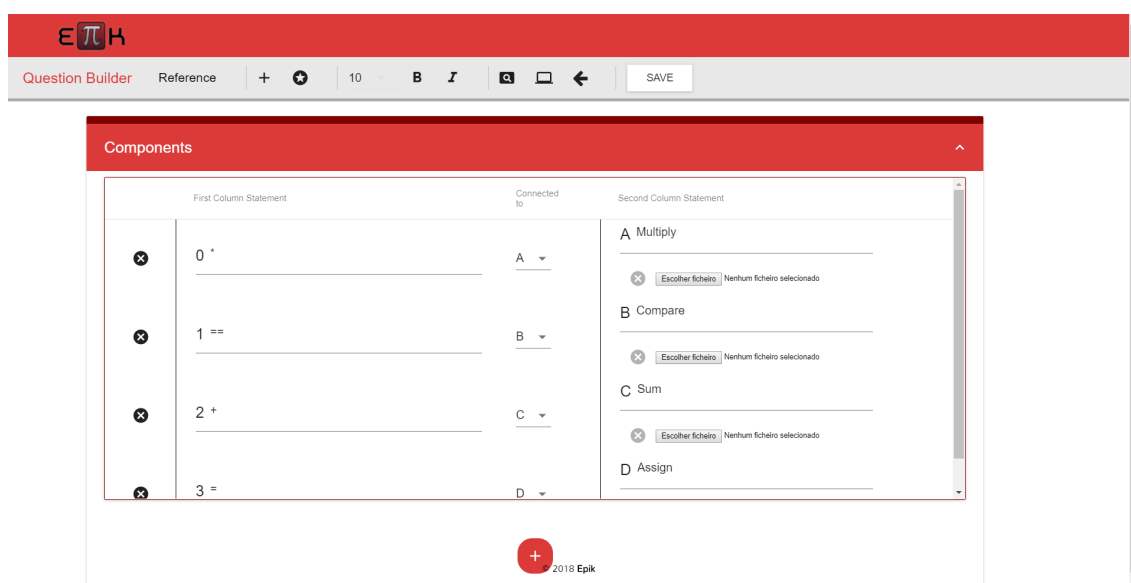 επK
Question Builder Reference 10 B I SAVE
Components
First Column Statement Connected to Second Column Statement
0 * A A Multiply
Escolher ficheiro Nenhum ficheiro selecionado
1 == B B Compare
Escolher ficheiro Nenhum ficheiro selecionado
2 + C C Sum
Escolher ficheiro Nenhum ficheiro selecionado
3 = D D Assign
+
© 2018 Epik